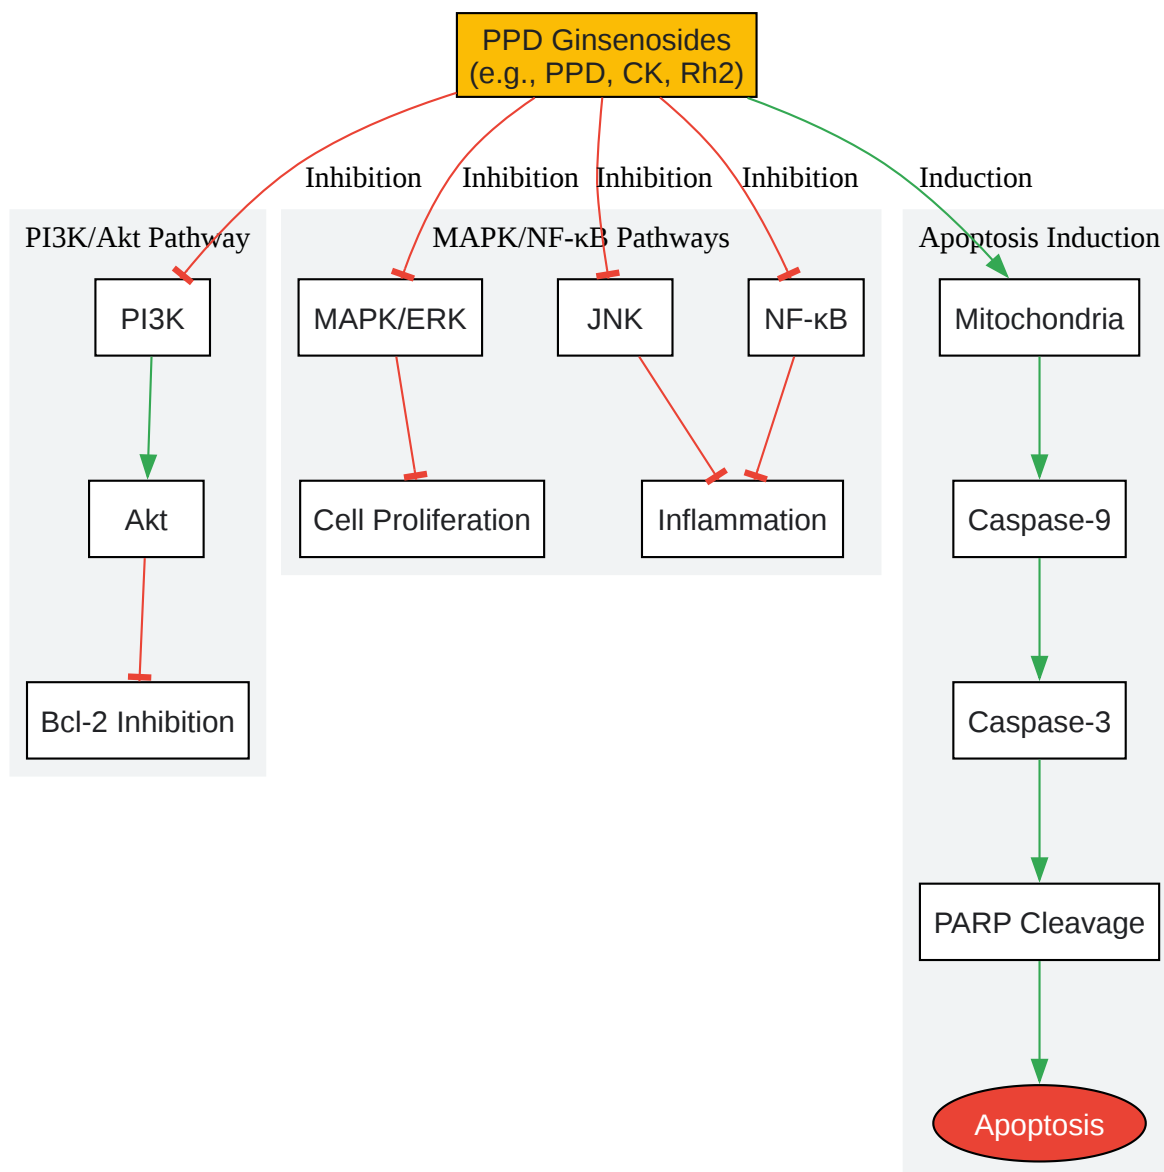 PPD Ginsenosides
(e.g., PPD, CK, Rh2)
Inhibition
Inhibition
Inhibition
Inhibition
Induction
PI3K/Akt Pathway
MAPK/NF-κB Pathways
Apoptosis Induction
PI3K
MAPK/ERK
JNK
NF-κB
Mitochondria
Akt
Cell Proliferation
Inflammation
Caspase-9
Bcl-2 Inhibition
Caspase-3
PARP Cleavage
Apoptosis